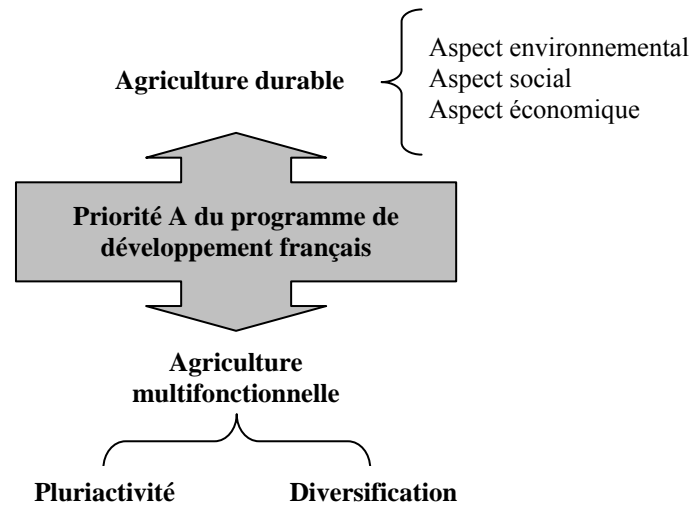 Agriculture durable
Aspect environnemental
Aspect social
Aspect économique
Priorité A du programme de
développement français
Agriculture
multifonctionnelle
Pluriactivité
Diversification